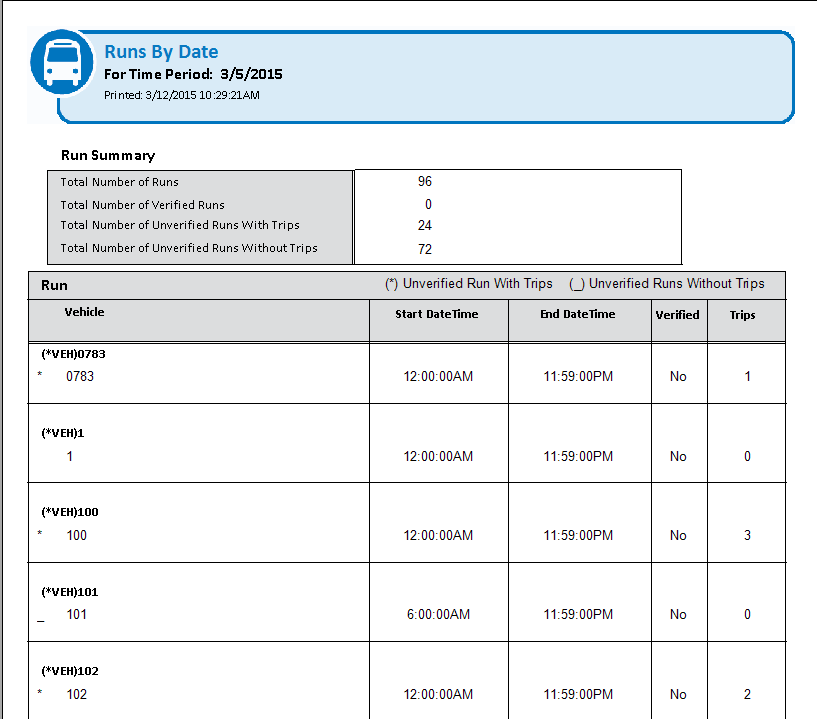 Runs By Date
For Time Period: 3/5/2015
Printed: 3/12/2015 10:29:21AM
Run Summary
Total Number of Runs 96
Total Number of Verified Runs 0
Total Number of Unverified Runs With Trips 24
Total Number of Unverified Runs Without Trips 72
Run (*) Unverified Run With Trips (_) Unverified Runs Without Trips
Vehicle Start DateTime End DateTime Verified Trips
(*VEH)0783
* 0783 12:00:00AM 11:59:00PM No 1
(*VEH)1
1 12:00:00AM 11:59:00PM No 0
(*VEH)100
* 100 12:00:00AM 11:59:00PM No 3
(*VEH)101
_ 101 6:00:00AM 11:59:00PM No 0
(*VEH)102
* 102 12:00:00AM 11:59:00PM No 2